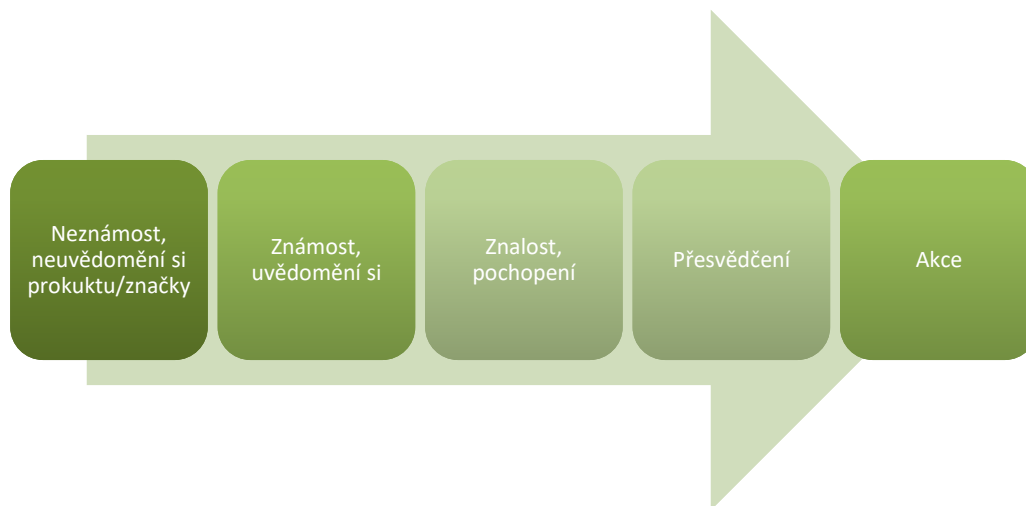 Neznámost,
neuvědomění si
prokuktu/značky
Známost,
uvědomění si
Znalost,
pochopení
Přesvědčení
Akce